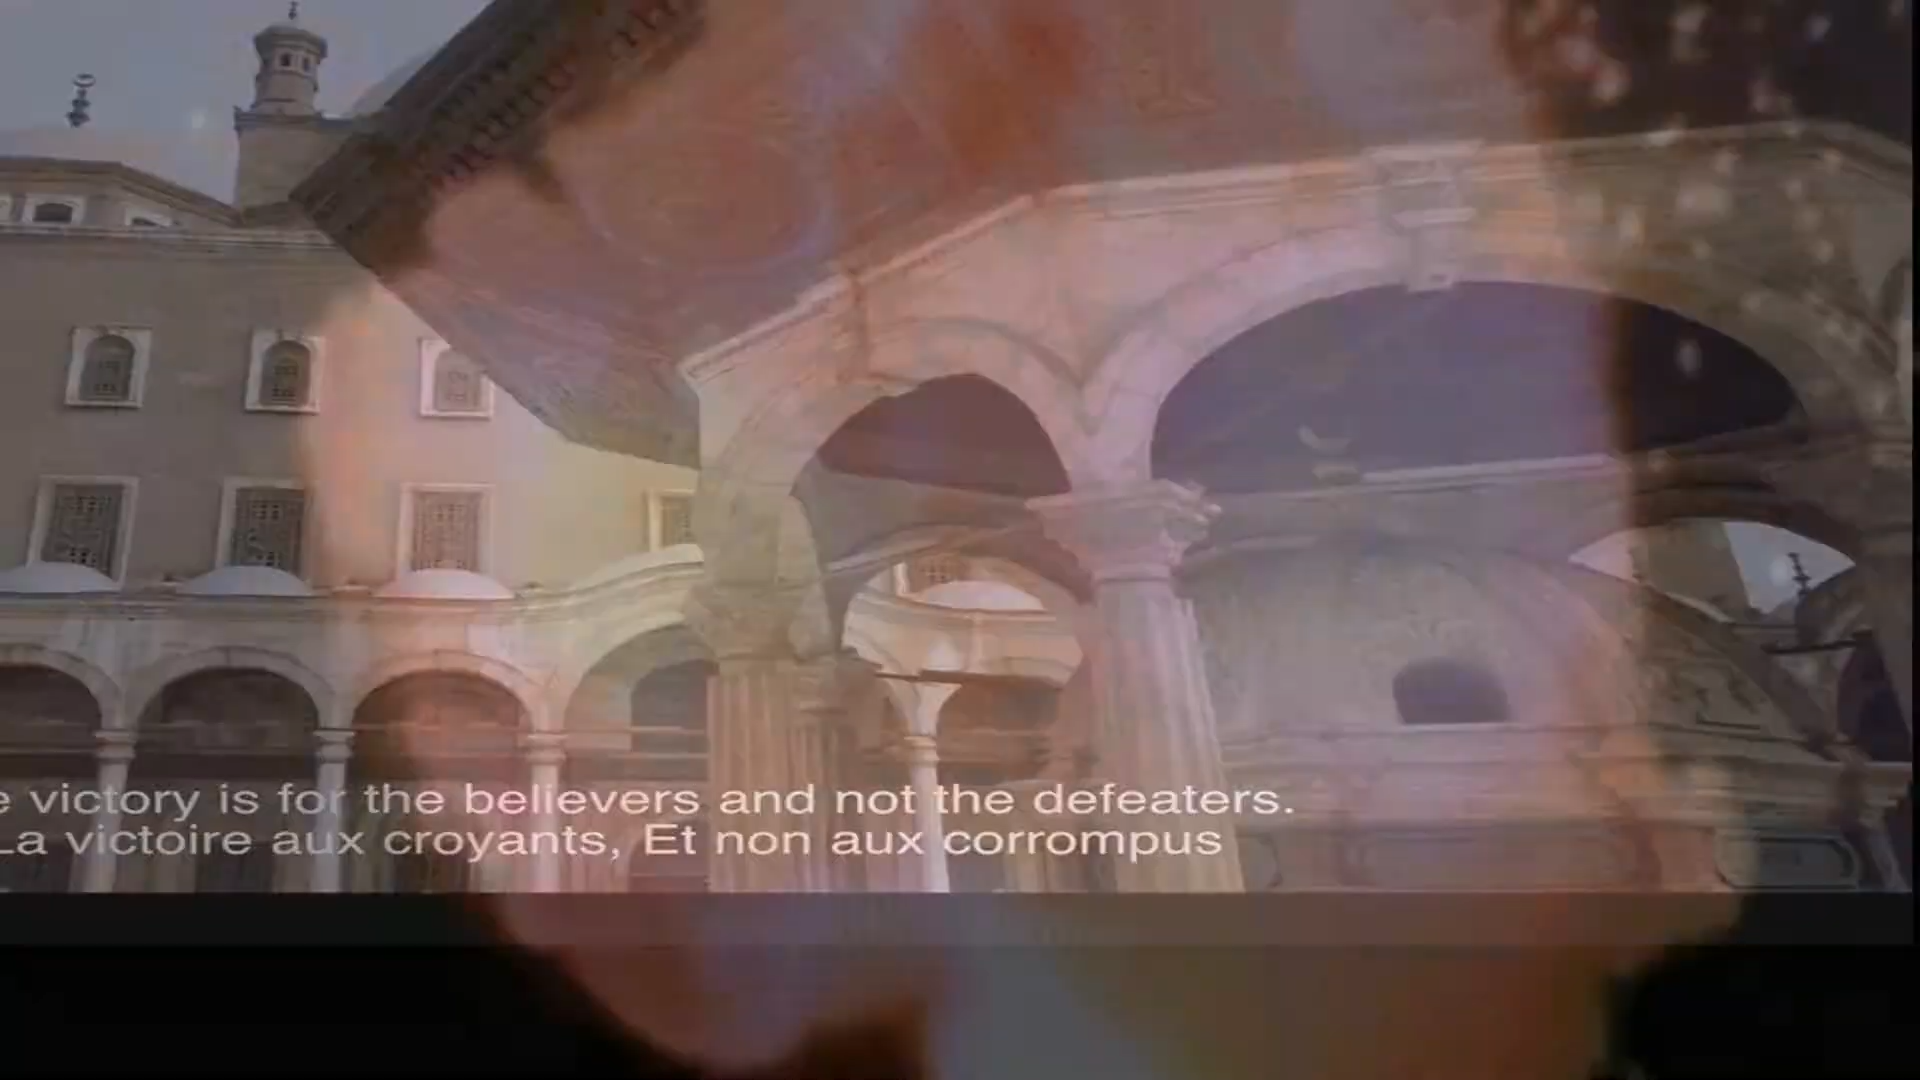 e victory is for the believers and not the defeaters.
La victoire aux croyants, Et non aux corrompus